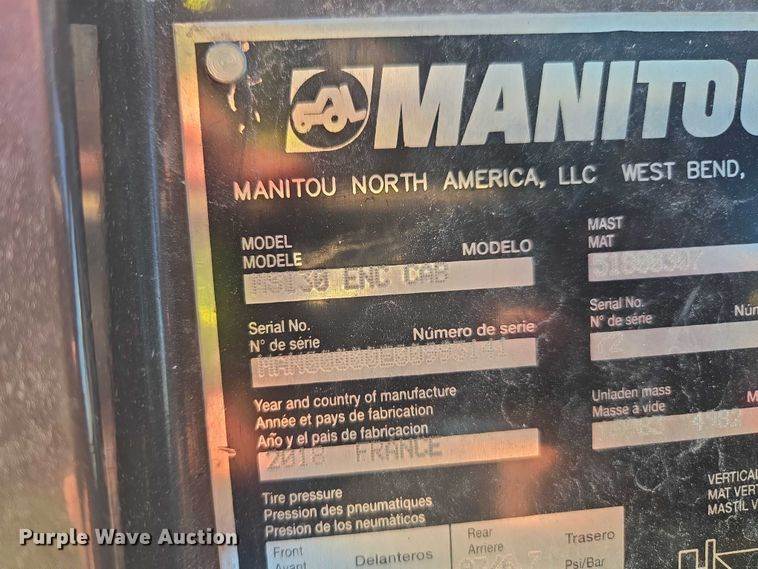 MANITOU
MANITOU NORTH AMERICA, LLC WEST BEND,
MODEL
MODELE MODELO
ENC CAB
MAST
MAT
Serial No.
N° de série Número de serie
Serial No.
N° de série
Year and country of manufacture
Année et pays de fabrication
Año y el pais de fabricacion
2018 FRANCE
Unladen mass
Masse à vide
Tire pressure
Pression des pneumatiques
Presion de los neumàticos
Front Delanteros
Avant
Rear Trasero
Arriere Psi/Bar
VERTICAL
MAT VERT
MASTIL V
Purple Wave Auction